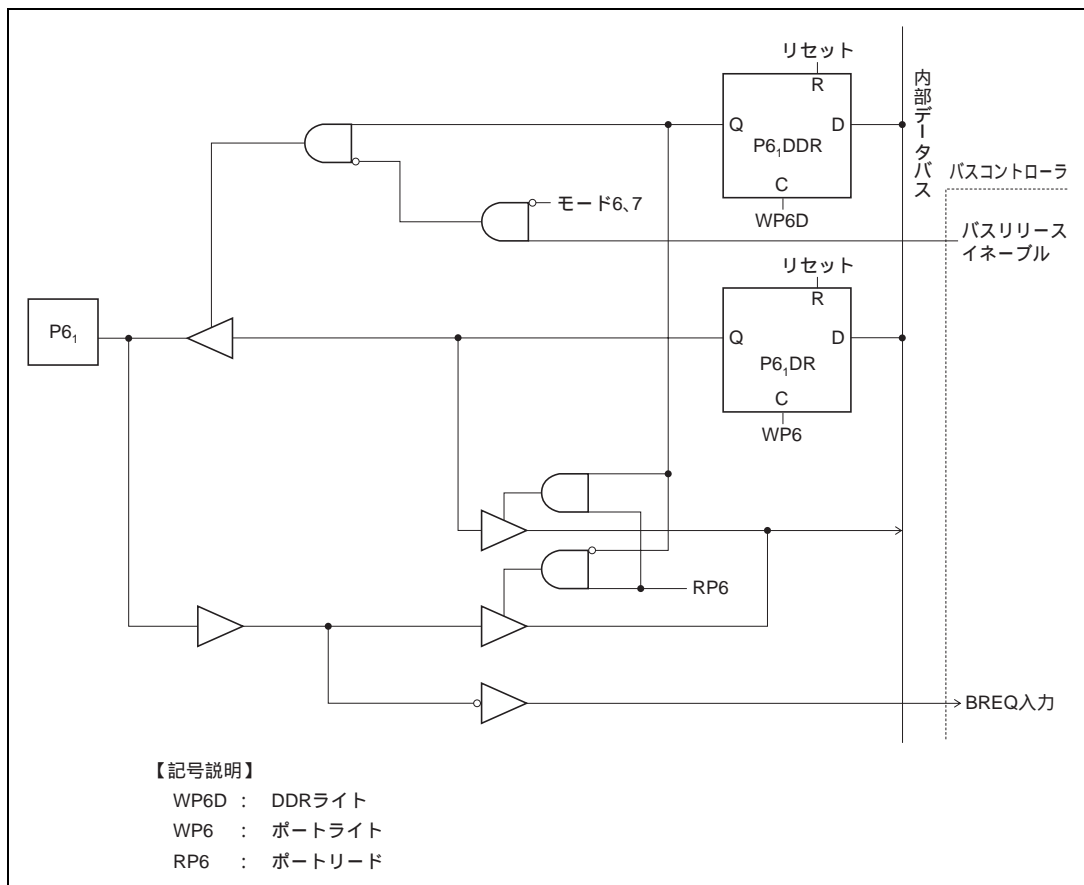 リセット
R
Q
D
P6₁DDR
C
WP6D
内部データバス
バスコントローラ
モード6、7
バスリリース
イネーブル
リセット
R
P6₁
Q
D
P6₁DR
C
WP6
RP6
BREQ入力
【記号説明】
WP6D : DDRライト
WP6 : ポートライト
RP6 : ポートリード